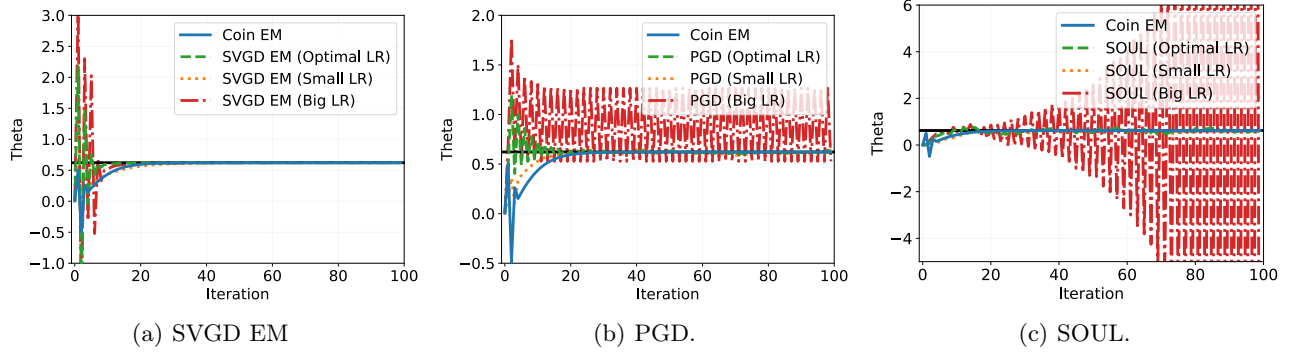 3.0
2.5
2.0
1.5
1.0
0.5
0.0
−0.5
−1.0
Theta
0 20 40 60 80 100
Iteration
Coin EM
SVGD EM (Optimal LR)
SVGD EM (Small LR)
SVGD EM (Big LR)
(a) SVGD EM
2.0
1.5
1.0
0.5
0.0
−0.5
Theta
0 20 40 60 80 100
Iteration
Coin EM
PGD (Optimal LR)
PGD (Small LR)
PGD (Big LR)
(b) PGD.
6
4
2
0
−2
−4
Theta
0 20 40 60 80 100
Iteration
Coin EM
SOUL (Optimal LR)
SOUL (Small LR)
SOUL (Big LR)
(c) SOUL.